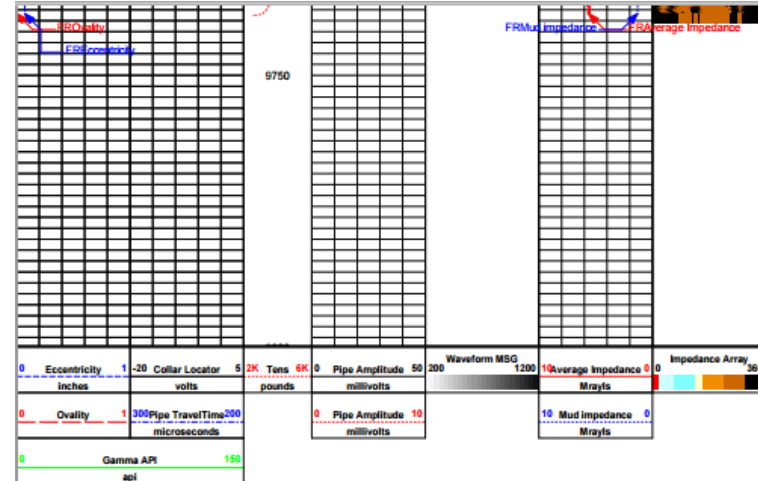 FROvality
FREccentricity
FRMud impedance
FRAverage Impedance
9750
0 Eccentricity 1
inches
-20 Collar Locator 5
volts
2K Tens 6K
pounds
0 Pipe Amplitude 50
millivolts
Waveform MSG
200 1200
10 Average Impedance 0
Mrayls
Impedance Array
0 360
0 Ovality 1
300 Pipe TravelTime 200
microseconds
0 Pipe Amplitude 10
millivolts
10 Mud impedance 0
Mrayls
0 Gamma API 150
api